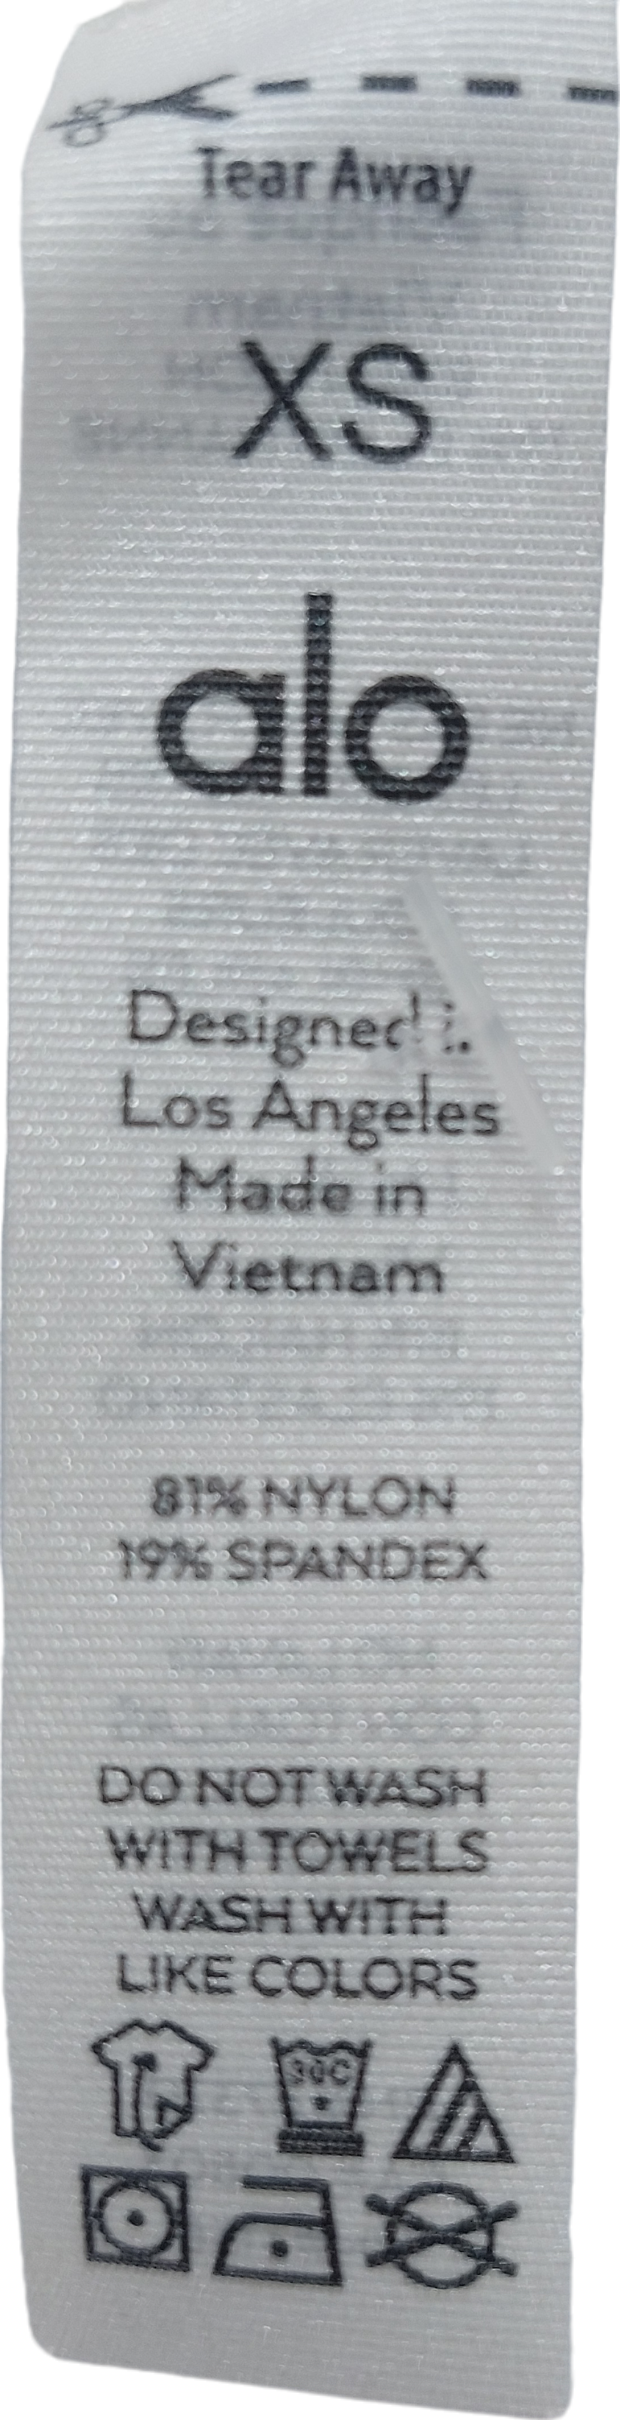 Tear Away
XS
alo
Designed
Los Angeles
Made in
Vietnam
81% NYLON
19% SPANDEX
DO NOT WASH
WITH TOWELS
WASH WITH
LIKE COLORS
30C